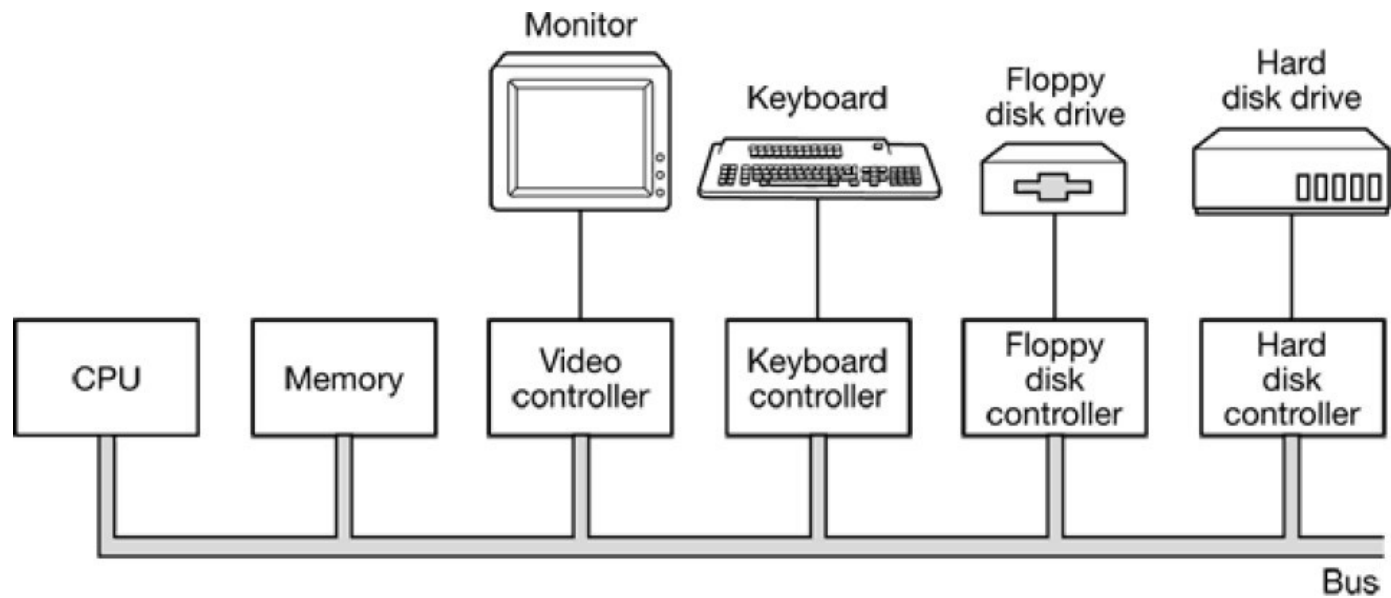 Monitor
Keyboard
Floppy
disk drive
Hard
disk drive
CPU
Memory
Video
controller
Keyboard
controller
Floppy
disk
controller
Hard
disk
controller
Bus